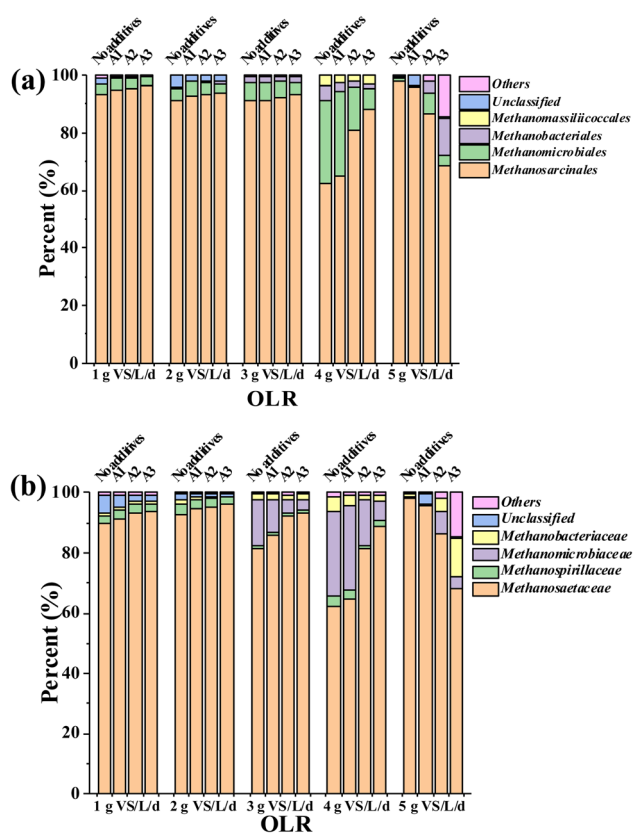 No additives A1 A2 A3 No additives A1 A2 A3 No additives A1 A2 A3 No additives A1 A2 A3 No additives A1 A2 A3
(a)
100
80
60
40
20
0
Percent (%)
Others
Unclassified
Methanomassiliicoccales
Methanobacteriales
Methanomicrobiales
Methanosarcinales
1 g VS/L/d 2 g VS/L/d 3 g VS/L/d 4 g VS/L/d 5 g VS/L/d
OLR
No additives A1 A2 A3 No additives A1 A2 A3 No additives A1 A2 A3 No additives A1 A2 A3 No additives A1 A2 A3
(b)
100
80
60
40
20
0
Percent (%)
Others
Unclassified
Methanobacteriaceae
Methanomicrobiaceae
Methanospirillaceae
Methanosaetaceae
1 g VS/L/d 2 g VS/L/d 3 g VS/L/d 4 g VS/L/d 5 g VS/L/d
OLR